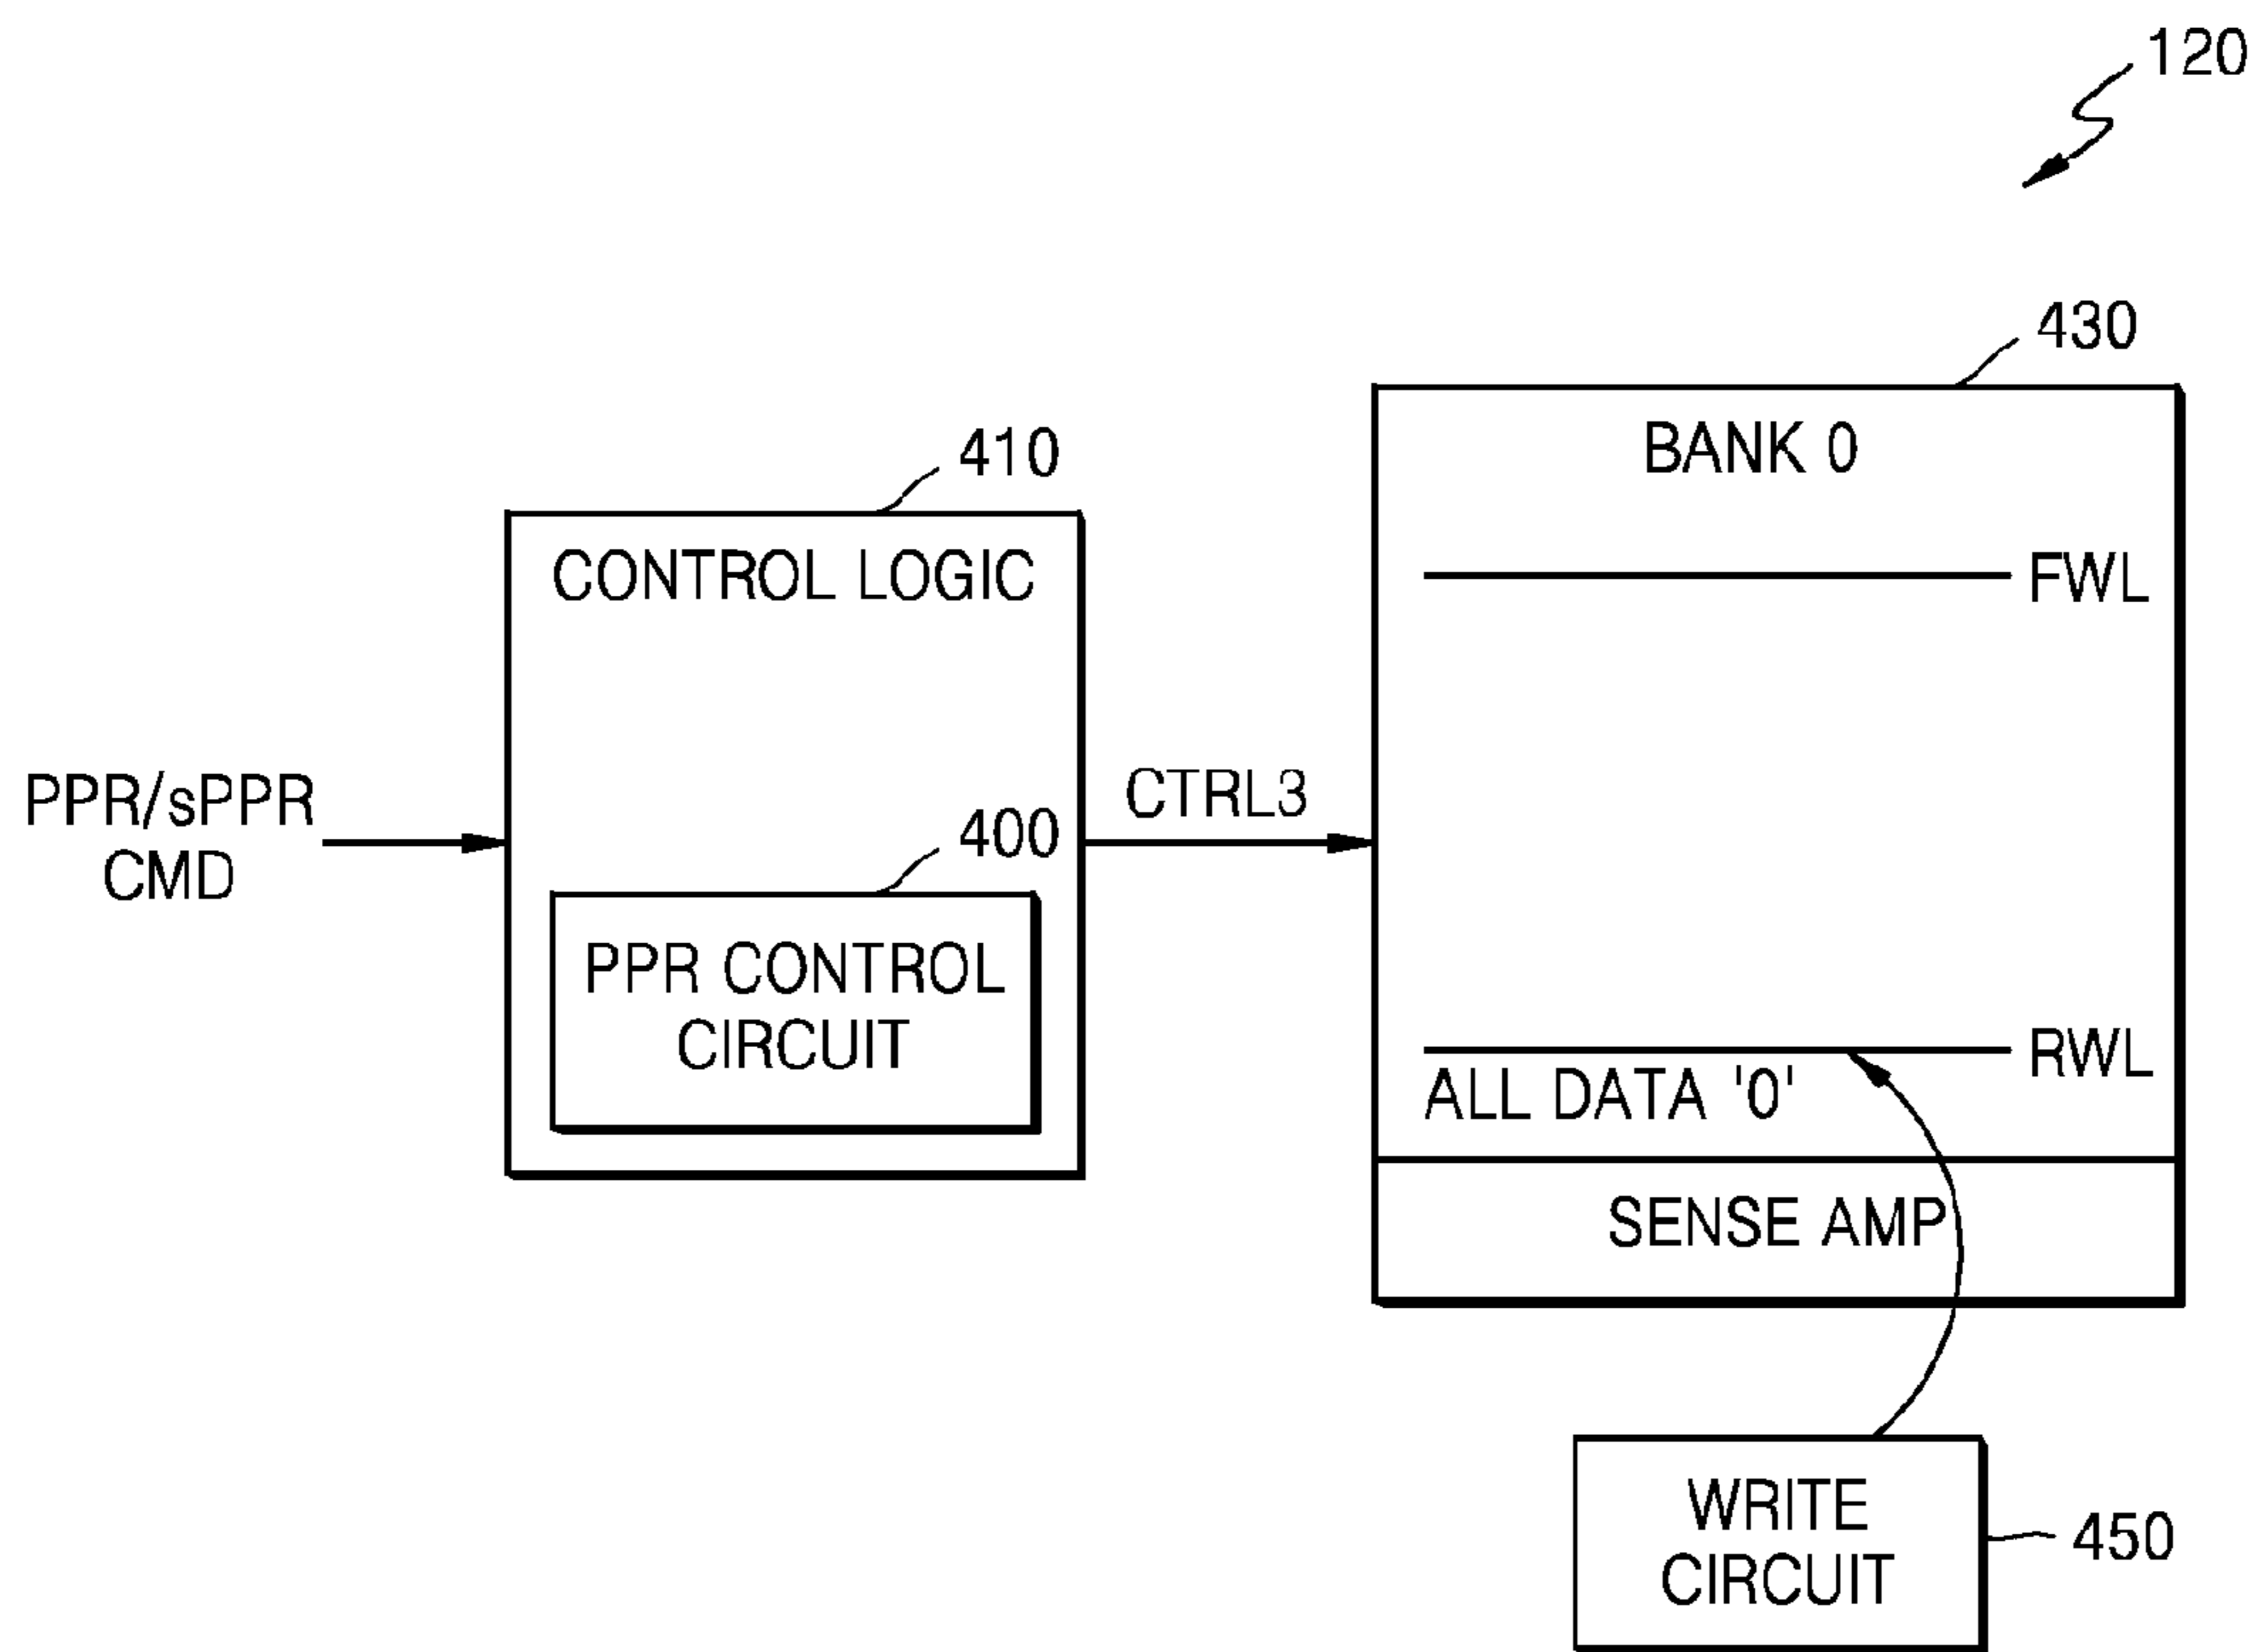 120
430
BANK 0
410
CONTROL LOGIC
FWL
PPR/sPPR
CMD
CTRL3
400
PPR CONTROL
CIRCUIT
RWL
ALL DATA '0'
SENSE AMP
WRITE
CIRCUIT
450